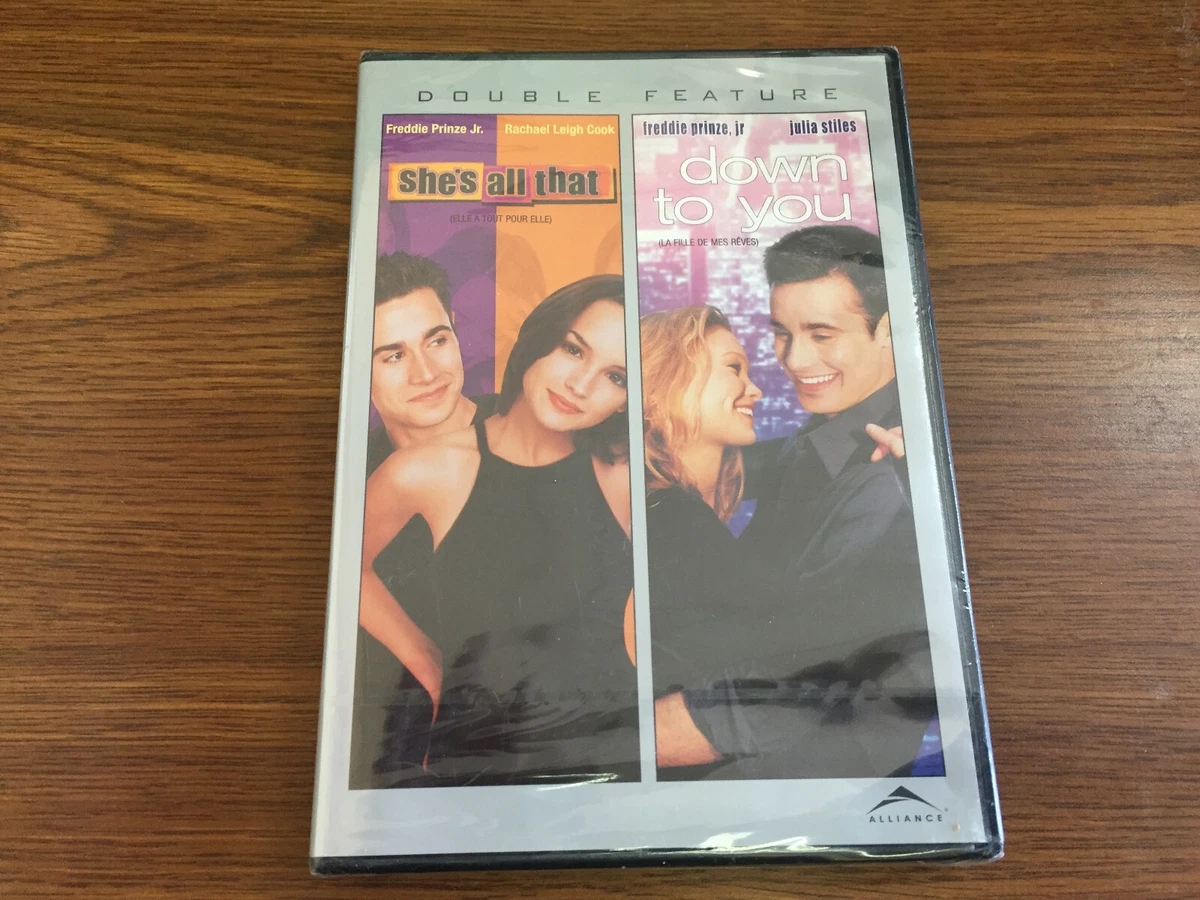 DOUBLE FEATURE
Freddie Prinze Jr. Rachael Leigh Cook
she's all that
(ELLE A TOUT POUR ELLE)
freddie prinze, jr julia stiles
down
to you
(LA FILLE DE MES RÊVES)
ALLIANCE